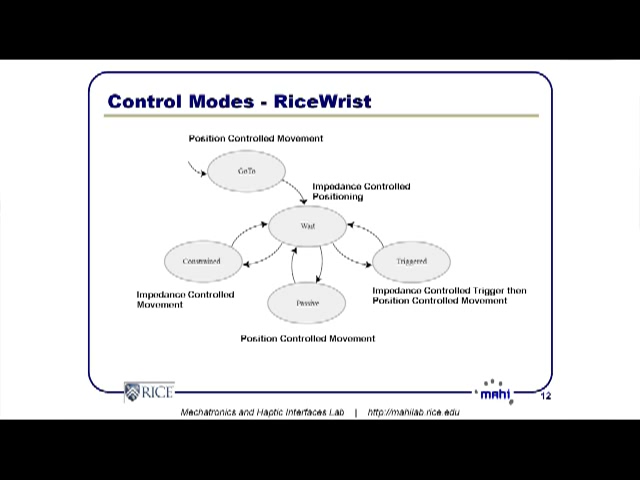 Control Modes - RiceWrist
Position Controlled Movement
GoTo
Impedance Controlled
Positioning
Wait
Constrained
Triggered
Impedance Controlled
Movement
Passive
Impedance Controlled Trigger then
Position Controlled Movement
Position Controlled Movement
RICE
mahi
12
Mechatronics and Haptic Interfaces Lab | http://mahilab.rice.edu